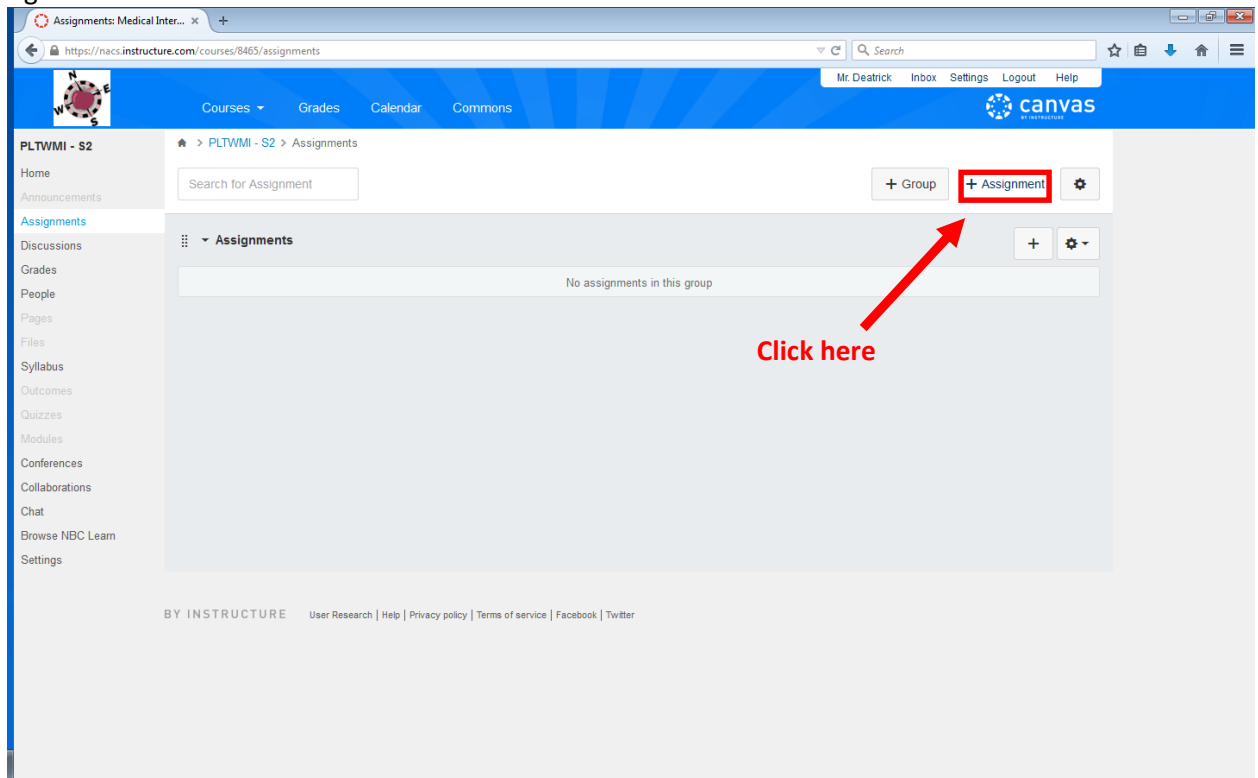 Assignments: Medical Inter... × +
https://nacs.instructure.com/courses/8465/assignments
Search
Mr. Deatrick Inbox Settings Logout Help
N
E
W
S
Courses Grades Calendar Commons
canvas
BY INSTRUCTURE
PLTWMI - S2
> PLTWMI - S2 > Assignments
Home
Announcements
Assignments
Discussions
Grades
People
Pages
Files
Syllabus
Outcomes
Quizzes
Modules
Conferences
Collaborations
Chat
Browse NBC Learn
Settings
Search for Assignment
+ Group
+ Assignment
Assignments
+
No assignments in this group
Click here
BY INSTRUCTURE User Research | Help | Privacy policy | Terms of service | Facebook | Twitter